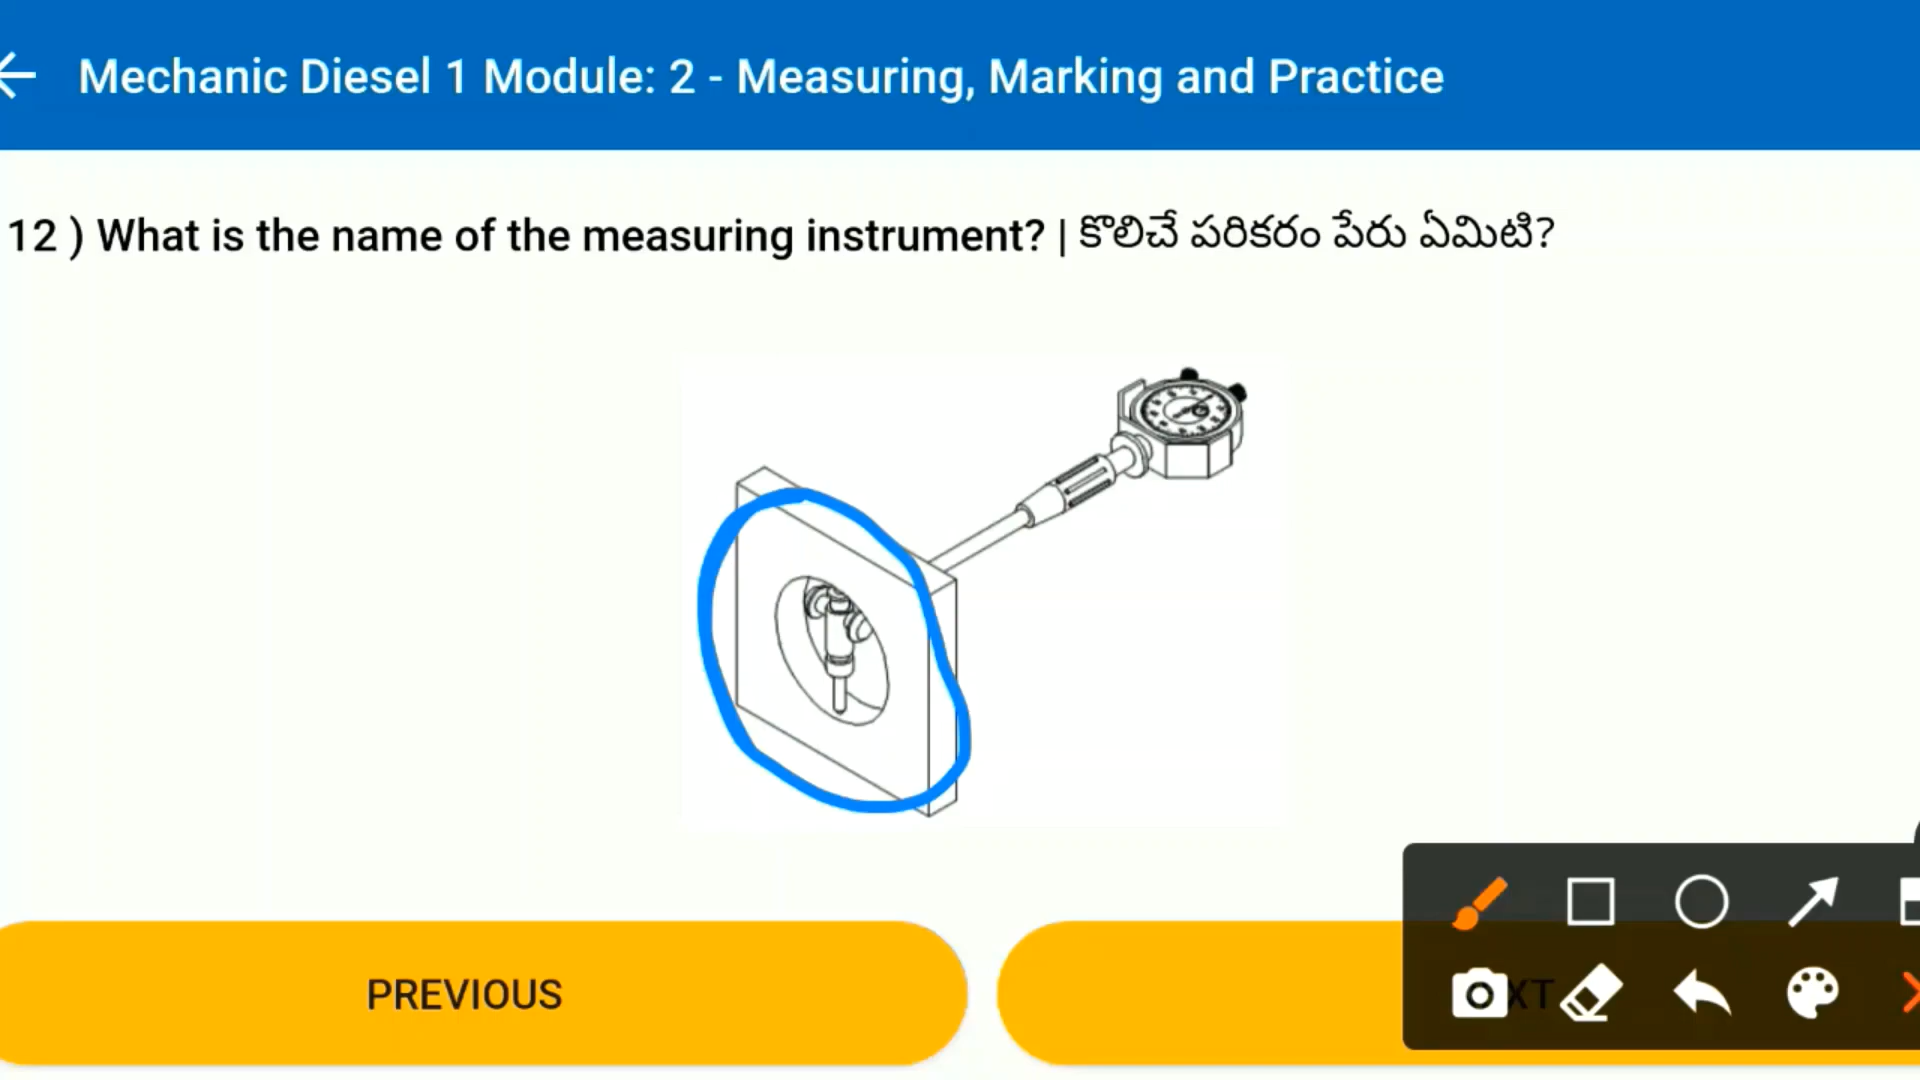 Mechanic Diesel 1 Module: 2 - Measuring, Marking and Practice
12 ) What is the name of the measuring instrument? | కొలిచే పరికరం పేరు ఏమిటి?
PREVIOUS
XT